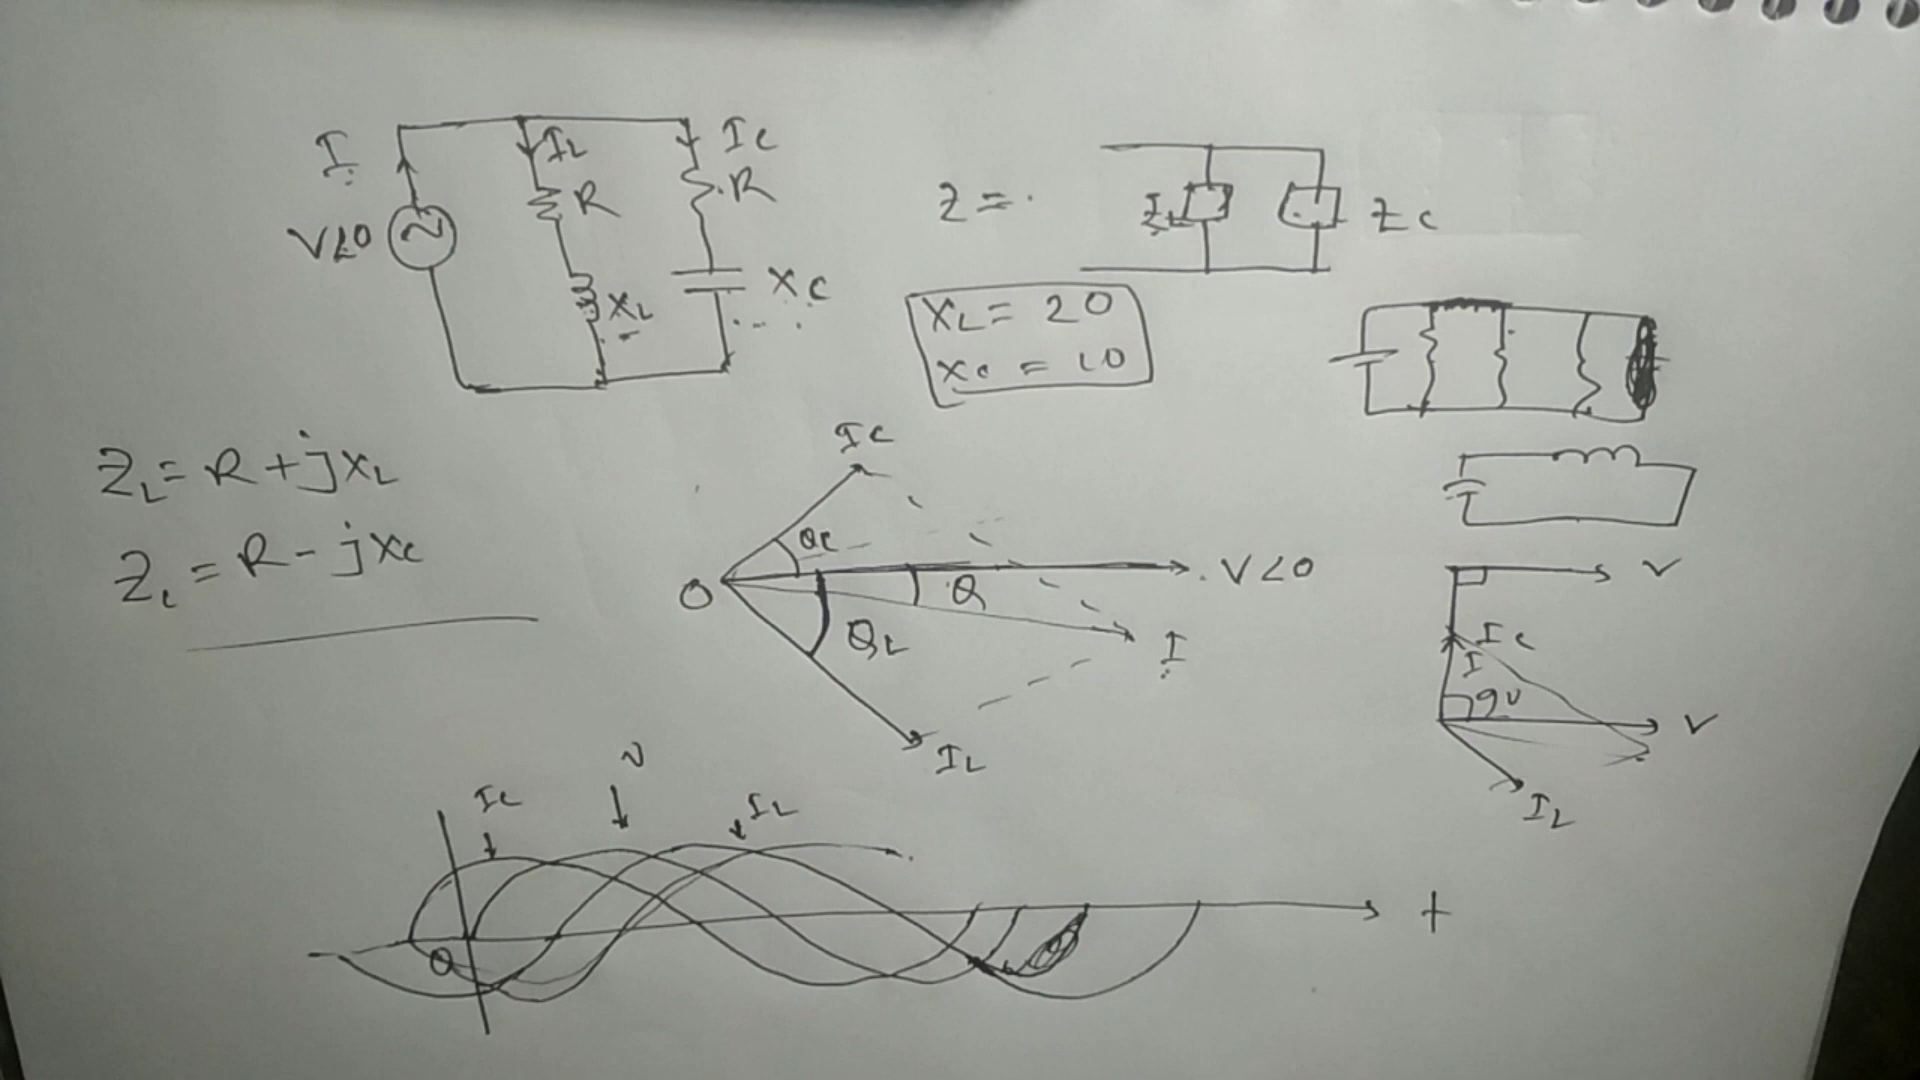 I
V∠0
IL
R
XL
IC
R
XC
Z =
ZL
ZC
XL = 20
XC = 10
ZL = R + jXL
ZC = R - jXC
IC
θC
O
V∠0
θ
θL
I
IL
V
IC
I
90
V
IL
IC
v
IL
O
t